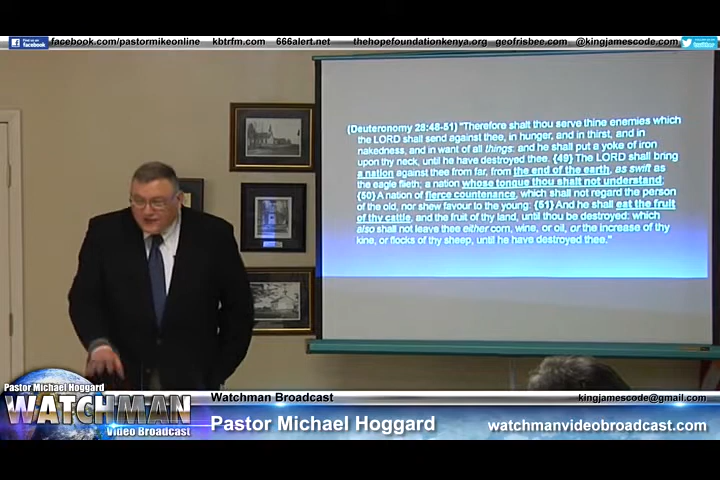 facebook.com/pastormikeonline kbtrfm.com 666alert.net thehopefoundationkenya.org geofrisbee.com @kingjamescode.com
(Deuteronomy 28:48-51) "Therefore shalt thou serve thine enemies which
the LORD shall send against thee, in hunger, and in thirst, and in
nakedness, and in want of all things: and he shall put a yoke of iron
upon thy neck, until he have destroyed thee. {49} The LORD shall bring
a nation against thee from far, from the end of the earth, as swift as
the eagle flieth; a nation whose tongue thou shalt not understand;
{50} A nation of fierce countenance, which shall not regard the person
of the old, nor shew favour to the young: {51} And he shall eat the fruit
of thy cattle, and the fruit of thy land, until thou be destroyed: which
also shall not leave thee either corn, wine, or oil, or the increase of thy
kine, or flocks of thy sheep, until he have destroyed thee."
Pastor Michael Hoggard
WATCHMAN
Video Broadcast
Watchman Broadcast kingjamescode@gmail.com
Pastor Michael Hoggard watchmanvideobroadcast.com